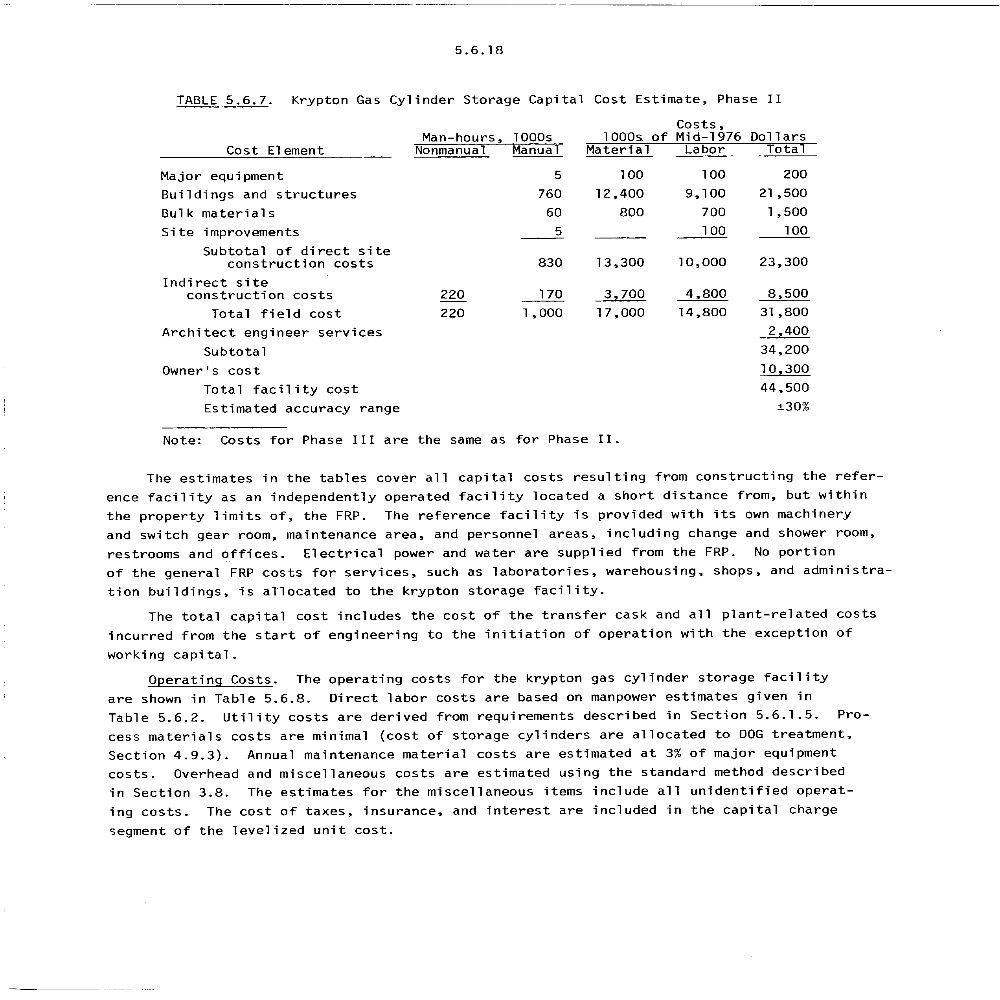 5.6.18
TABLE 5.6.7. Krypton Gas Cylinder Storage Capital Cost Estimate, Phase II
Costs,
Man-hours, 1000s 1000s of Mid-1976 Dollars
Cost Element Nonmanual Manual Material Labor Total
Major equipment 5 100 100 200
Buildings and structures 760 12,400 9,100 21,500
Bulk materials 60 800 700 1,500
Site improvements 5 100 100
Subtotal of direct site
construction costs 830 13,300 10,000 23,300
Indirect site
construction costs 220 170 3,700 4,800 8,500
Total field cost 220 1,000 17,000 14,800 31,800
Architect engineer services 2,400
Subtotal 34,200
Owner's cost 10,300
Total facility cost 44,500
Estimated accuracy range ±30%
Note: Costs for Phase III are the same as for Phase II.
The estimates in the tables cover all capital costs resulting from constructing the refer-
ence facility as an independently operated facility located a short distance from, but within
the property limits of, the FRP. The reference facility is provided with its own machinery
and switch gear room, maintenance area, and personnel areas, including change and shower room,
restrooms and offices. Electrical power and water are supplied from the FRP. No portion
of the general FRP costs for services, such as laboratories, warehousing, shops, and administra-
tion buildings, is allocated to the krypton storage facility.
The total capital cost includes the cost of the transfer cask and all plant-related costs
incurred from the start of engineering to the initiation of operation with the exception of
working capital.
Operating Costs. The operating costs for the krypton gas cylinder storage facility
are shown in Table 5.6.8. Direct labor costs are based on manpower estimates given in
Table 5.6.2. Utility costs are derived from requirements described in Section 5.6.1.5. Pro-
cess materials costs are minimal (cost of storage cylinders are allocated to DOG treatment,
Section 4.9.3). Annual maintenance material costs are estimated at 3% of major equipment
costs. Overhead and miscellaneous costs are estimated using the standard method described
in Section 3.8. The estimates for the miscellaneous items include all unidentified operat-
ing costs. The cost of taxes, insurance, and interest are included in the capital charge
segment of the levelized unit cost.